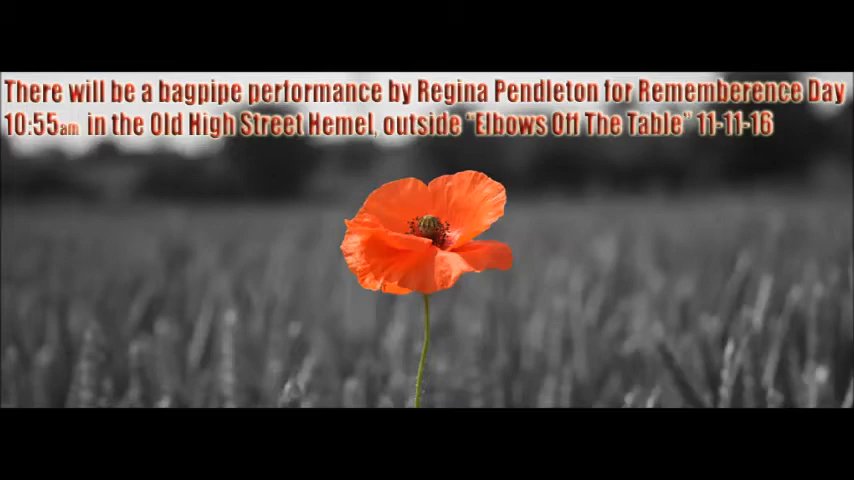 There will be a bagpipe performance by Regina Pendleton for Rememberence Day
10:55am in the Old High Street Hemel, outside "Elbows Off The Table" 11-11-16